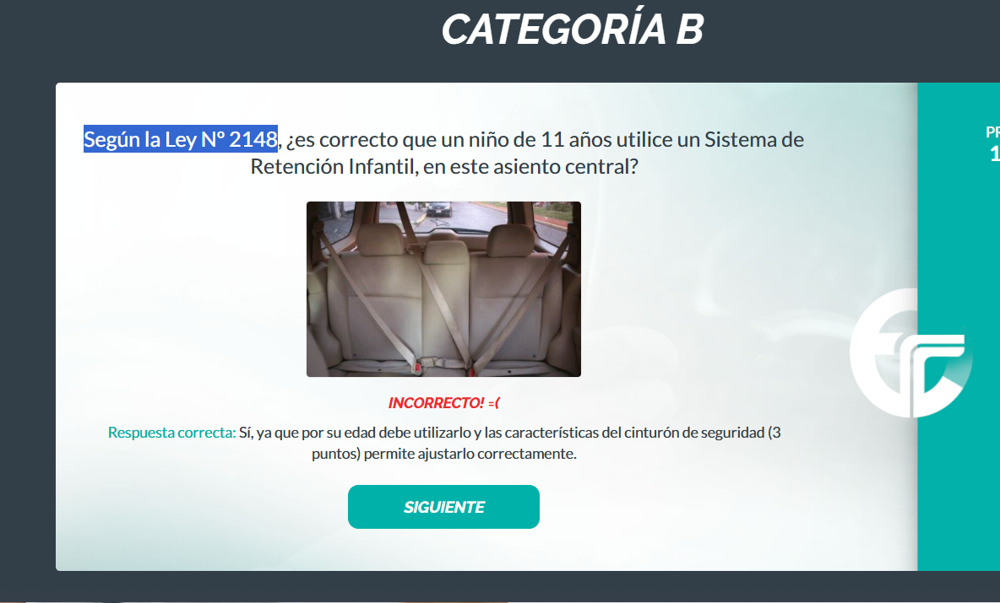 CATEGORÍA B
Según la Ley Nº 2148, ¿es correcto que un niño de 11 años utilice un Sistema de
Retención Infantil, en este asiento central?
INCORRECTO! =(
Respuesta correcta: Sí, ya que por su edad debe utilizarlo y las características del cinturón de seguridad (3
puntos) permite ajustarlo correctamente.
SIGUIENTE
PR
1